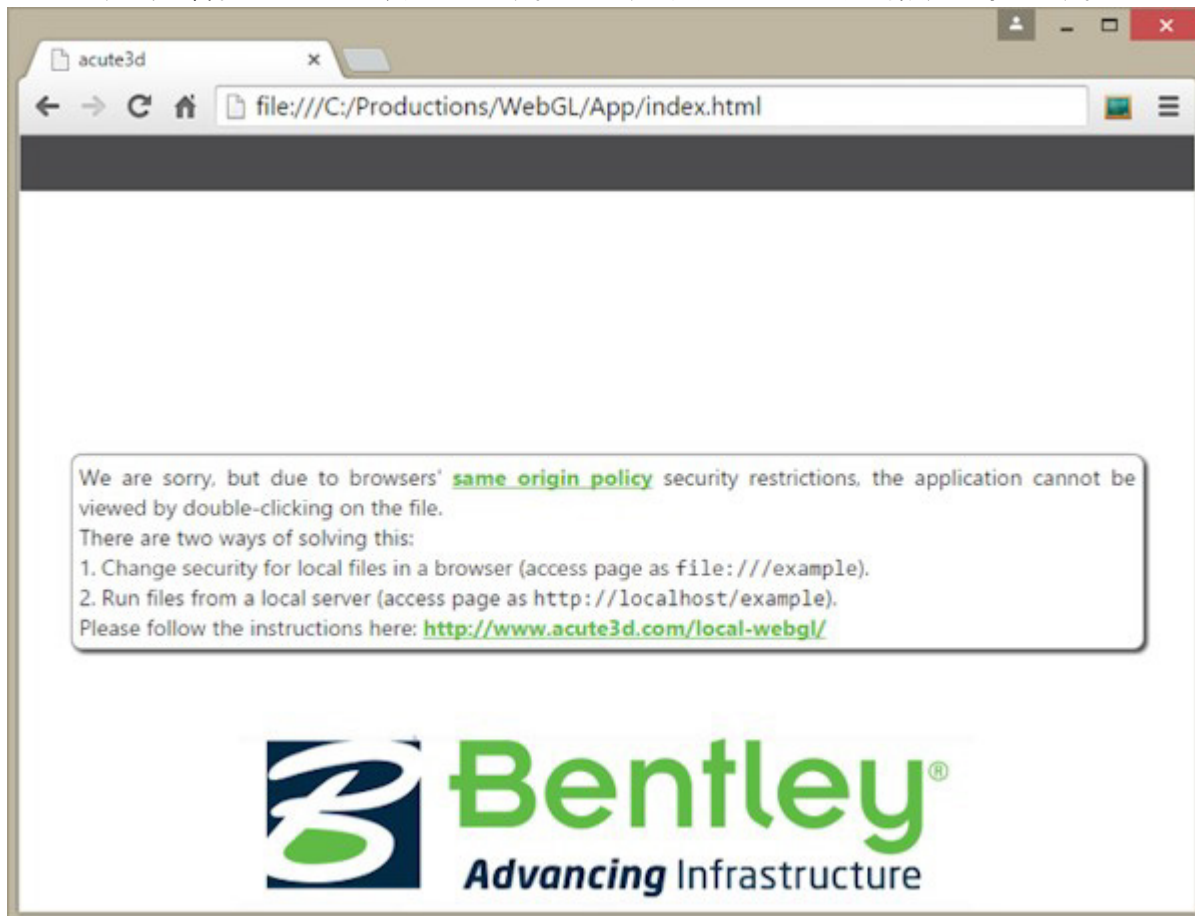 acute3d
file:///C:/Productions/WebGL/App/index.html
We are sorry, but due to browsers' same origin policy security restrictions, the application cannot be
viewed by double-clicking on the file.
There are two ways of solving this:
1. Change security for local files in a browser (access page as file:///example).
2. Run files from a local server (access page as http://localhost/example).
Please follow the instructions here: http://www.acute3d.com/local-webgl/
Bentley®
Advancing Infrastructure